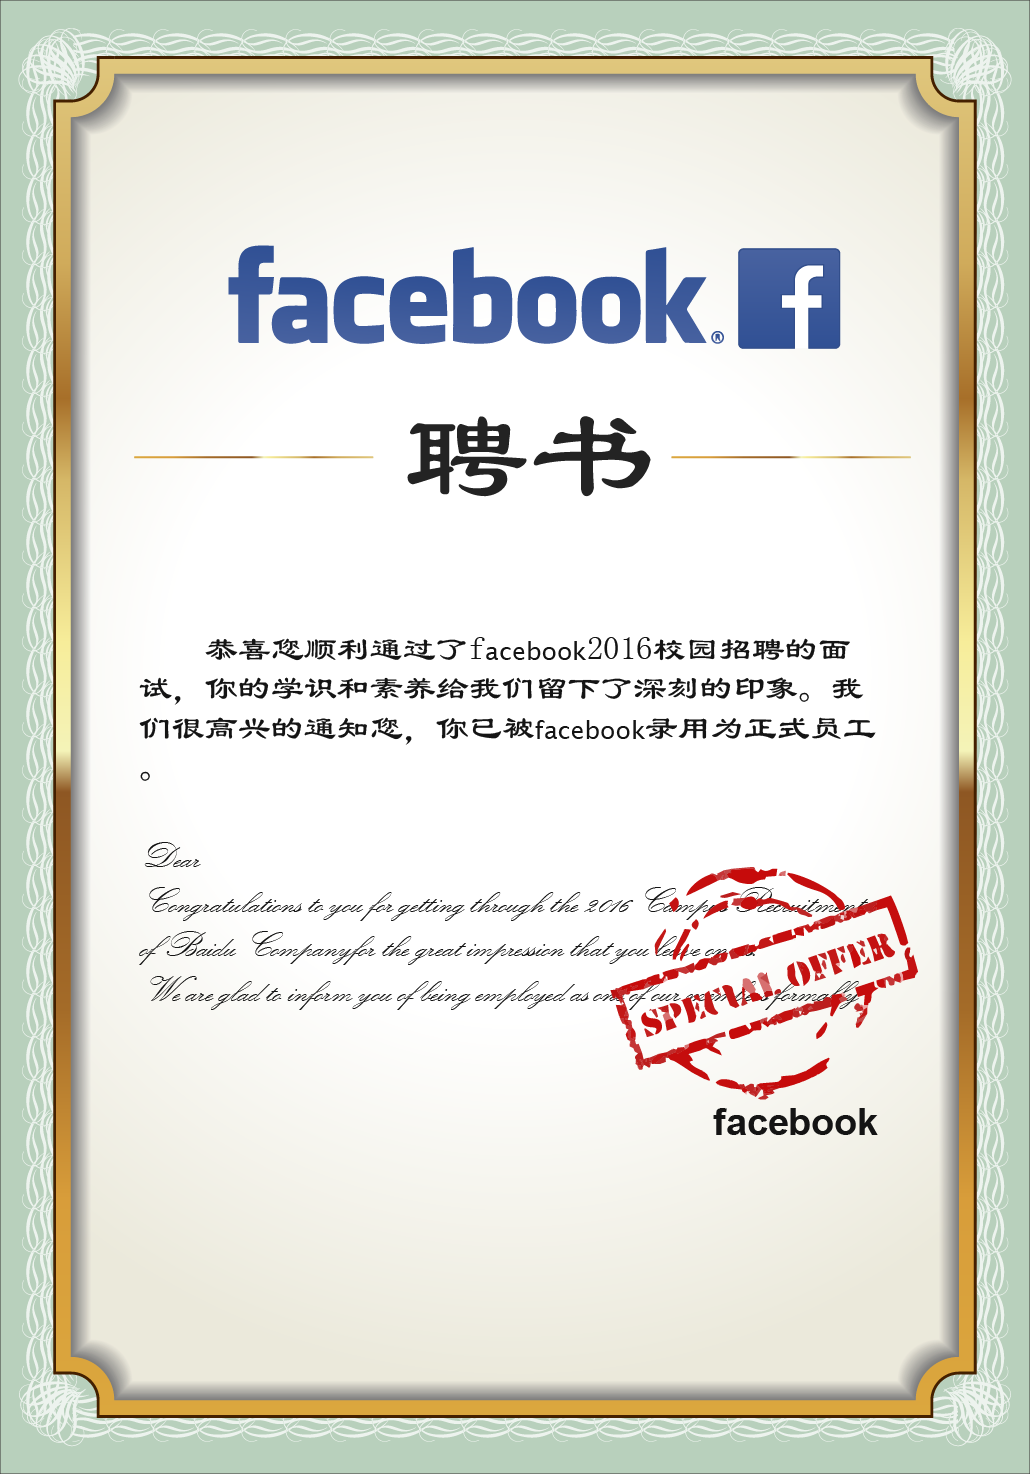 facebook®
f
聘书
恭喜您顺利通过了facebook2016校园招聘的面
试，你的学识和素养给我们留下了深刻的印象。我
们很高兴的通知您，你已被facebook录用为正式员工
。
Dear
Congratulations to you for getting through the 2016 Campus Recruitment
of Baidu Companyfor the great impression that you leave on us.
We are glad to inform you of being employed as one of our members formally.
SPECIAL OFFER
facebook